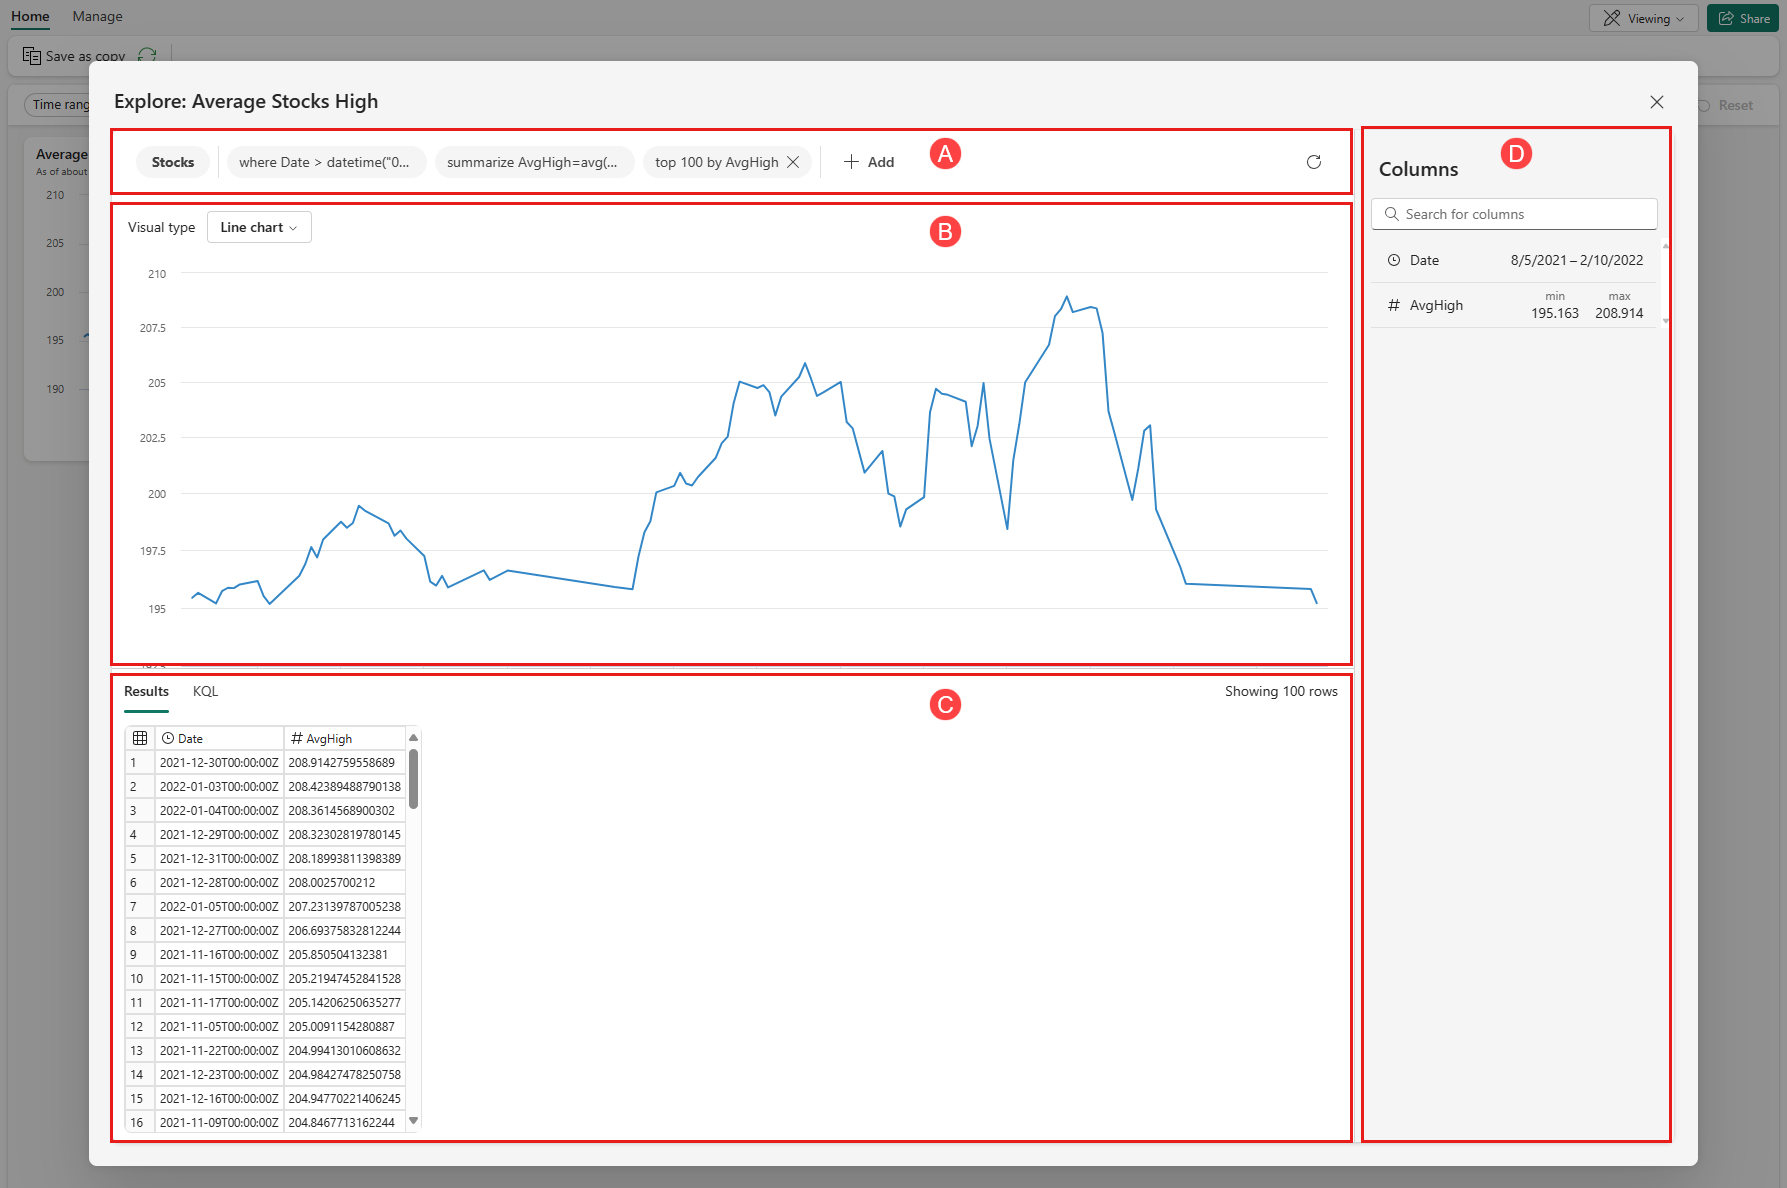 Home Manage Viewing Share
Save as copy
Time rang Reset
Average
As of about
210
205
200
195
190
Explore: Average Stocks High
Stocks where Date > datetime("0... summarize AvgHigh=avg(... top 100 by AvgHigh Add A
Visual type Line chart B
210
207.5
205
202.5
200
197.5
195
Results KQL C Showing 100 rows
Date # AvgHigh
1 2021-12-30T00:00:00Z 208.9142759558689
2 2022-01-03T00:00:00Z 208.42389488790138
3 2022-01-04T00:00:00Z 208.3614568900302
4 2021-12-29T00:00:00Z 208.32302819780145
5 2021-12-31T00:00:00Z 208.18993811398389
6 2021-12-28T00:00:00Z 208.0025700212
7 2022-01-05T00:00:00Z 207.23139787005238
8 2021-12-27T00:00:00Z 206.69375832812244
9 2021-11-16T00:00:00Z 205.850504132381
10 2021-11-15T00:00:00Z 205.21947452841528
11 2021-11-17T00:00:00Z 205.14206250635277
12 2021-11-05T00:00:00Z 205.0091154280887
13 2021-11-22T00:00:00Z 204.99413010608632
14 2021-12-23T00:00:00Z 204.98427478250758
15 2021-12-16T00:00:00Z 204.94770221406245
16 2021-11-09T00:00:00Z 204.8467713162244
D
Columns
Search for columns
Date 8/5/2021 – 2/10/2022
min max
# AvgHigh 195.163 208.914